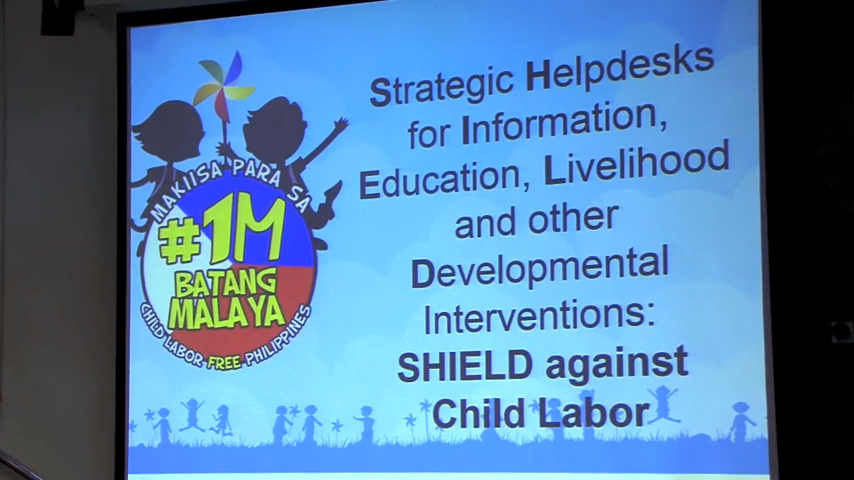 MAKIISA PARA SA
#1M
BATANG
MALAYA
CHILD LABOR FREE PHILIPPINES
Strategic Helpdesks
for Information,
Education, Livelihood
and other
Developmental
Interventions:
SHIELD against
Child Labor